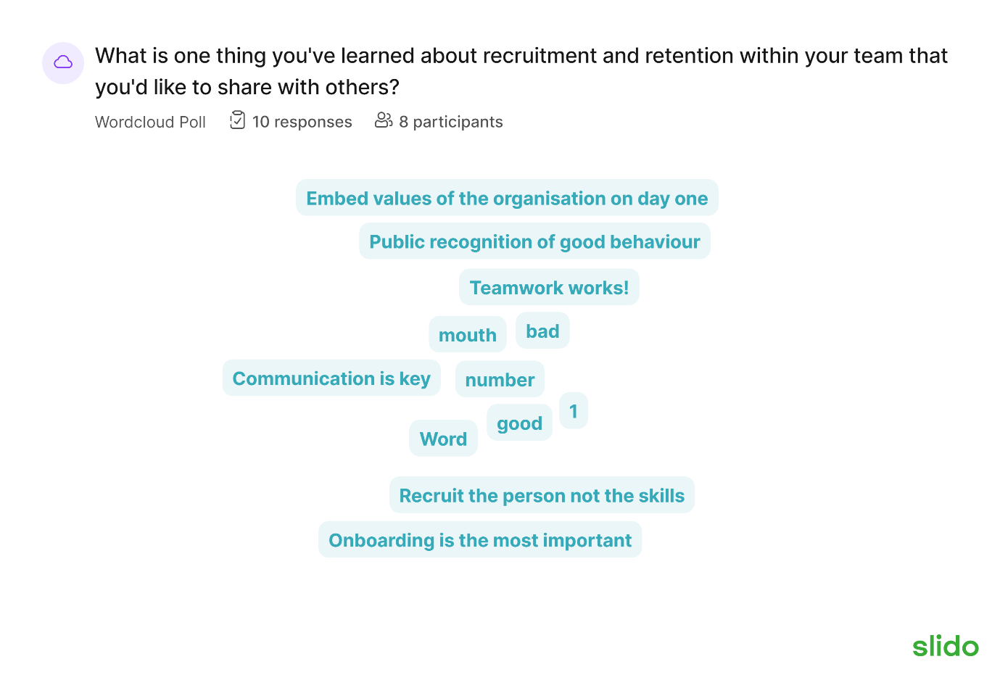 What is one thing you've learned about recruitment and retention within your team that
you'd like to share with others?
Wordcloud Poll 10 responses 8 participants
Embed values of the organisation on day one
Public recognition of good behaviour
Teamwork works!
mouth bad
Communication is key number
1
good
Word
Recruit the person not the skills
Onboarding is the most important
slido